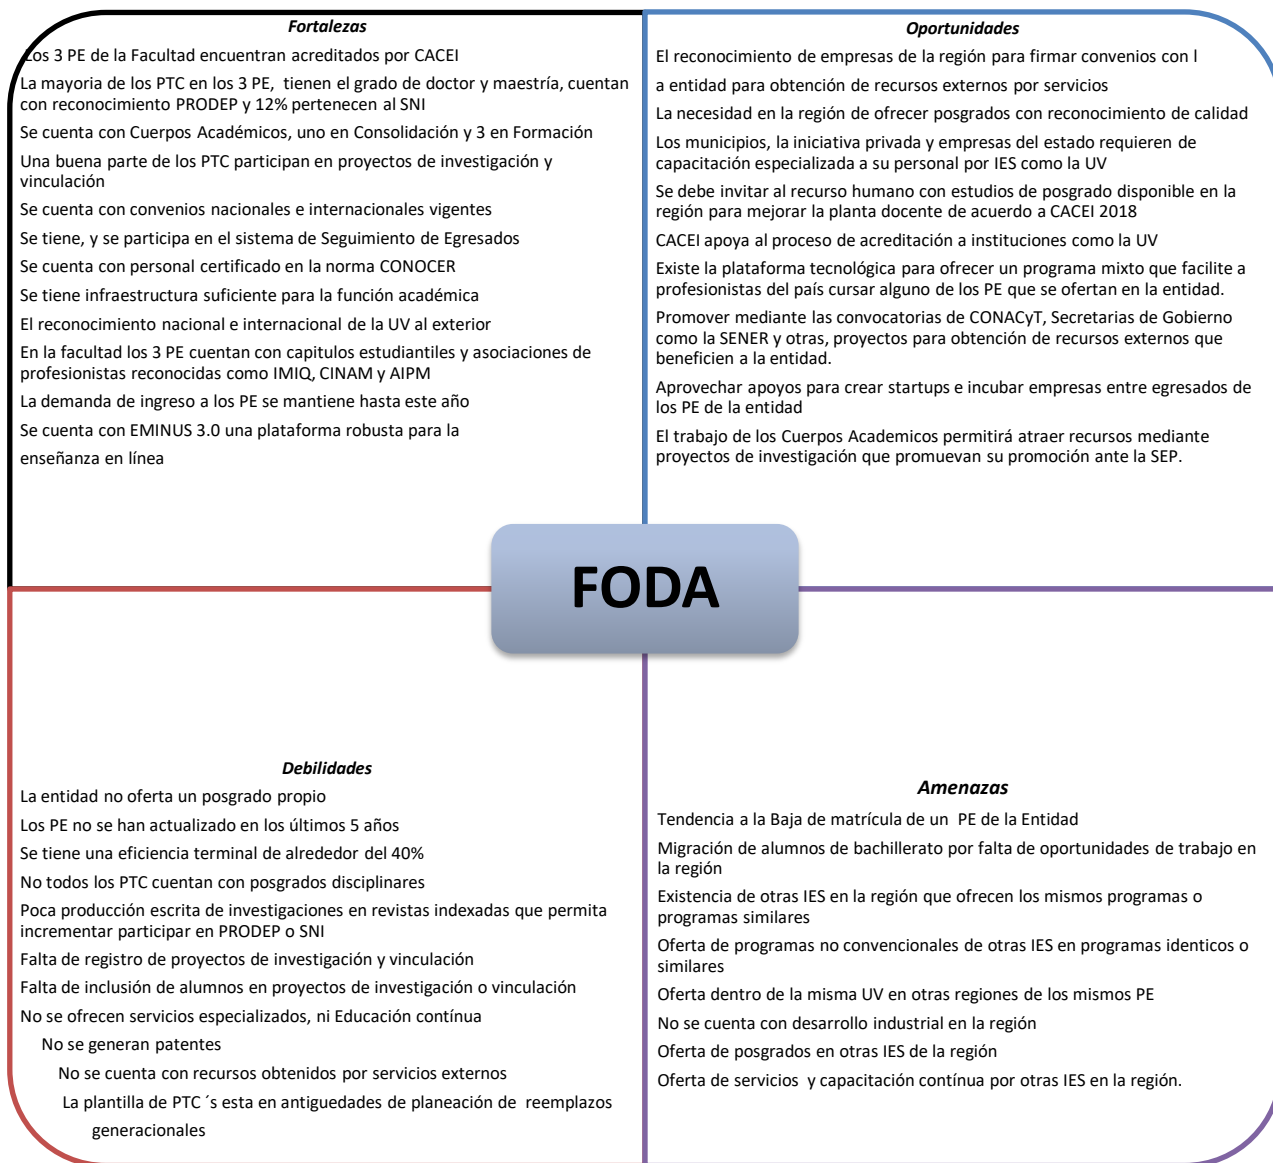 Fortalezas
Los 3 PE de la Facultad encuentran acreditados por CACEI
La mayoria de los PTC en los 3 PE, tienen el grado de doctor y maestría, cuentan
con reconocimiento PRODEP y 12% pertenecen al SNI
Se cuenta con Cuerpos Académicos, uno en Consolidación y 3 en Formación
Una buena parte de los PTC participan en proyectos de investigación y
vinculación
Se cuenta con convenios nacionales e internacionales vigentes
Se tiene, y se participa en el sistema de Seguimiento de Egresados
Se cuenta con personal certificado en la norma CONOCER
Se tiene infraestructura suficiente para la función académica
El reconocimiento nacional e internacional de la UV al exterior
En la facultad los 3 PE cuentan con capitulos estudiantiles y asociaciones de
profesionistas reconocidas como IMIQ, CINAM y AIPM
La demanda de ingreso a los PE se mantiene hasta este año
Se cuenta con EMINUS 3.0 una plataforma robusta para la
enseñanza en línea
Oportunidades
El reconocimiento de empresas de la región para firmar convenios con l
a entidad para obtención de recursos externos por servicios
La necesidad en la región de ofrecer posgrados con reconocimiento de calidad
Los municipios, la iniciativa privada y empresas del estado requieren de
capacitación especializada a su personal por IES como la UV
Se debe invitar al recurso humano con estudios de posgrado disponible en la
región para mejorar la planta docente de acuerdo a CACEI 2018
CACEI apoya al proceso de acreditación a instituciones como la UV
Existe la plataforma tecnológica para ofrecer un programa mixto que facilite a
profesionistas del país cursar alguno de los PE que se ofertan en la entidad.
Promover mediante las convocatorias de CONACyT, Secretarias de Gobierno
como la SENER y otras, proyectos para obtención de recursos externos que
beneficien a la entidad.
Aprovechar apoyos para crear startups e incubar empresas entre egresados de
los PE de la entidad
El trabajo de los Cuerpos Academicos permitirá atraer recursos mediante
proyectos de investigación que promuevan su promoción ante la SEP.
FODA
Debilidades
La entidad no oferta un posgrado propio
Los PE no se han actualizado en los últimos 5 años
Se tiene una eficiencia terminal de alrededor del 40%
No todos los PTC cuentan con posgrados disciplinares
Poca producción escrita de investigaciones en revistas indexadas que permita
incrementar participar en PRODEP o SNI
Falta de registro de proyectos de investigación y vinculación
Falta de inclusión de alumnos en proyectos de investigación o vinculación
No se ofrecen servicios especializados, ni Educación contínua
No se generan patentes
No se cuenta con recursos obtenidos por servicios externos
La plantilla de PTC ´s esta en antiguedades de planeación de reemplazos
generacionales
Amenazas
Tendencia a la Baja de matrícula de un PE de la Entidad
Migración de alumnos de bachillerato por falta de oportunidades de trabajo en
la región
Existencia de otras IES en la región que ofrecen los mismos programas o
programas similares
Oferta de programas no convencionales de otras IES en programas identicos o
similares
Oferta dentro de la misma UV en otras regiones de los mismos PE
No se cuenta con desarrollo industrial en la región
Oferta de posgrados en otras IES de la región
Oferta de servicios y capacitación contínua por otras IES en la región.